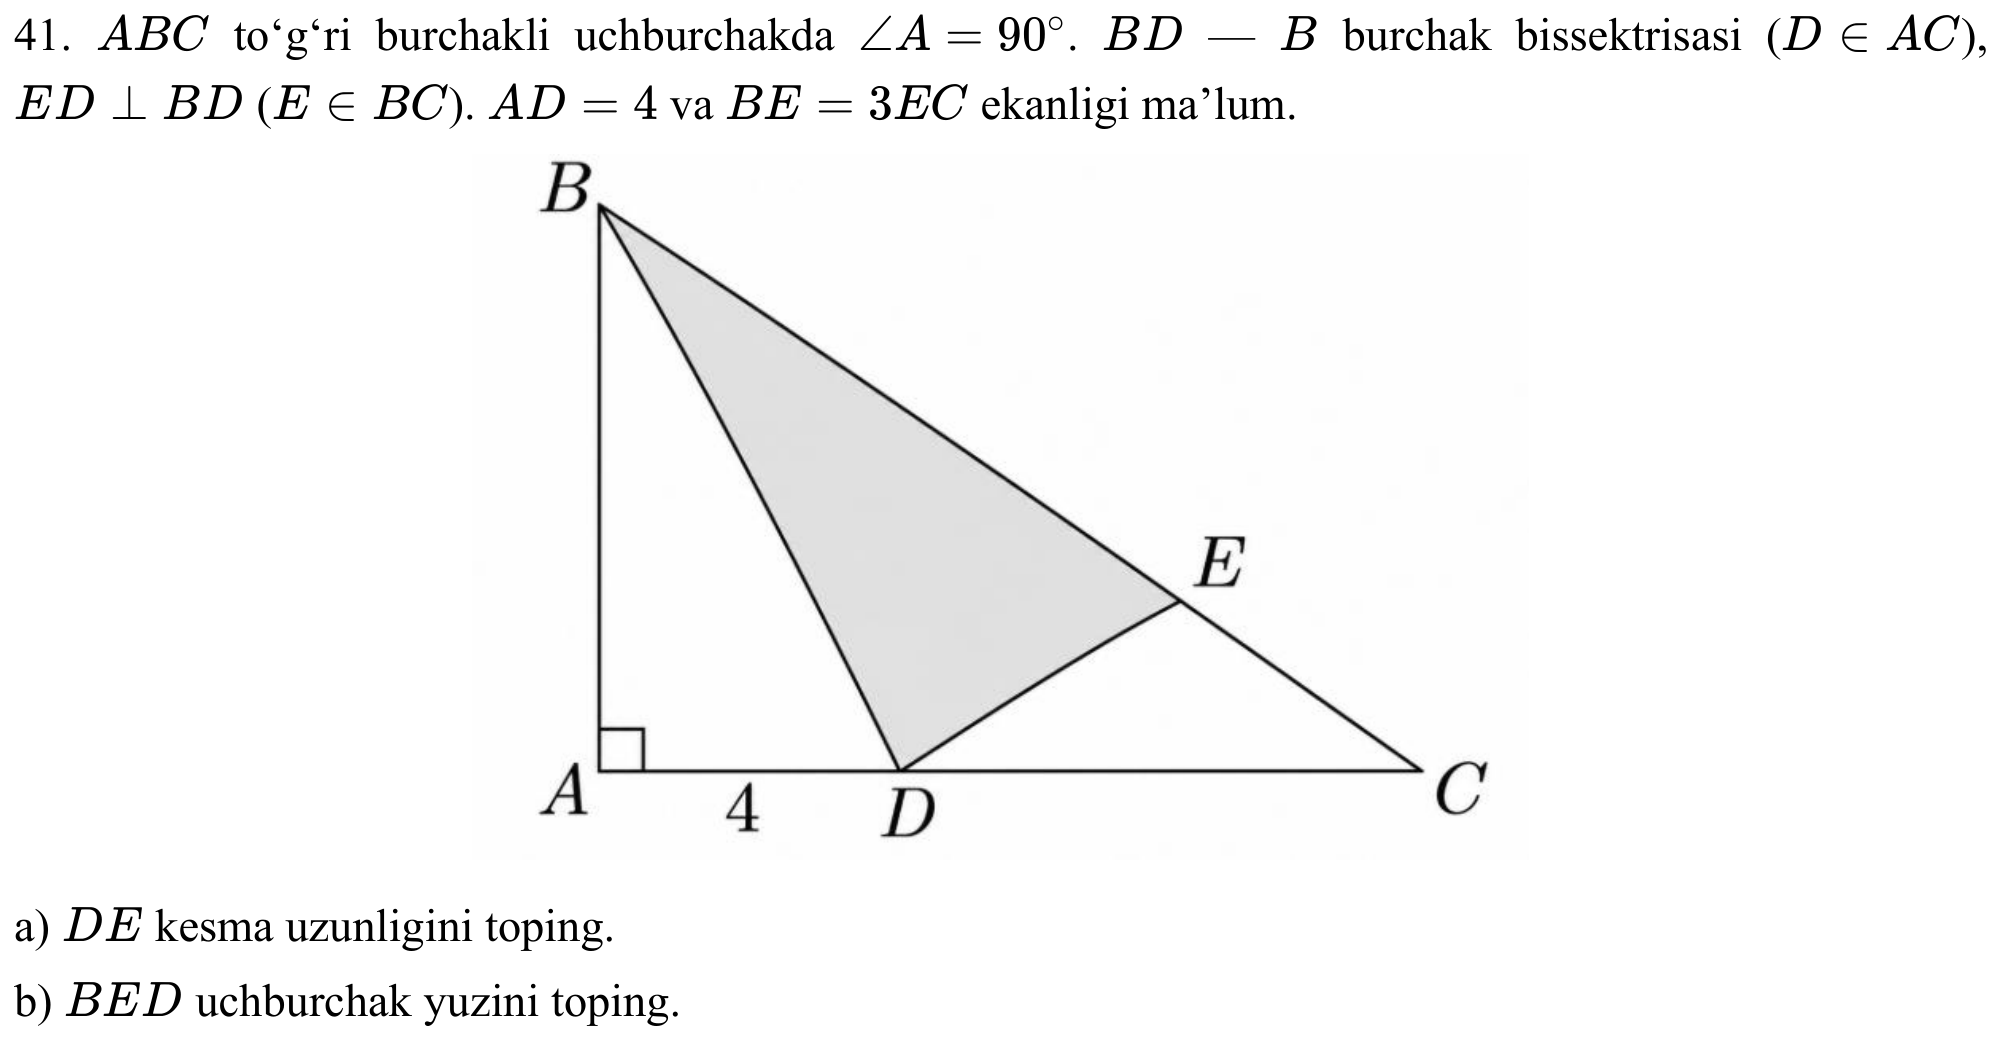 41. ABC to‘g‘ri burchakli uchburchakda ∠A = 90°. BD — B burchak bissektrisasi (D ∈ AC),
ED ⊥ BD (E ∈ BC). AD = 4 va BE = 3EC ekanligi ma’lum.
B
E
A
4
D
C
a) DE kesma uzunligini toping.
b) BED uchburchak yuzini toping.